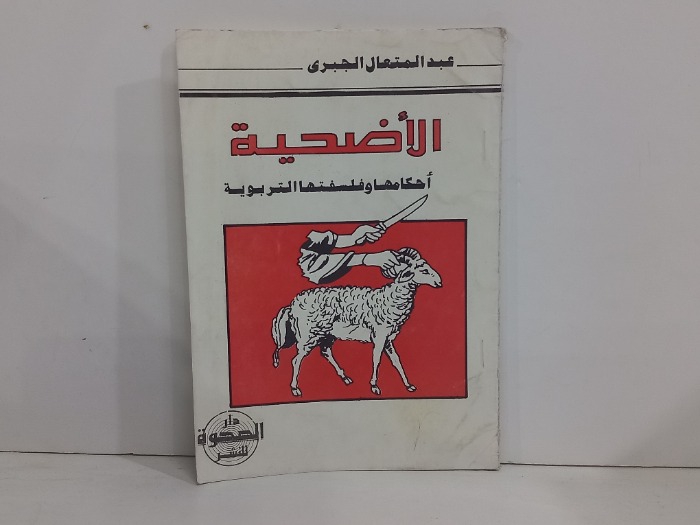 عبد المتعال الجبرى
الأضحية
أحكامها وفلسفتها التربوية
دار
الصحوة
للنشر